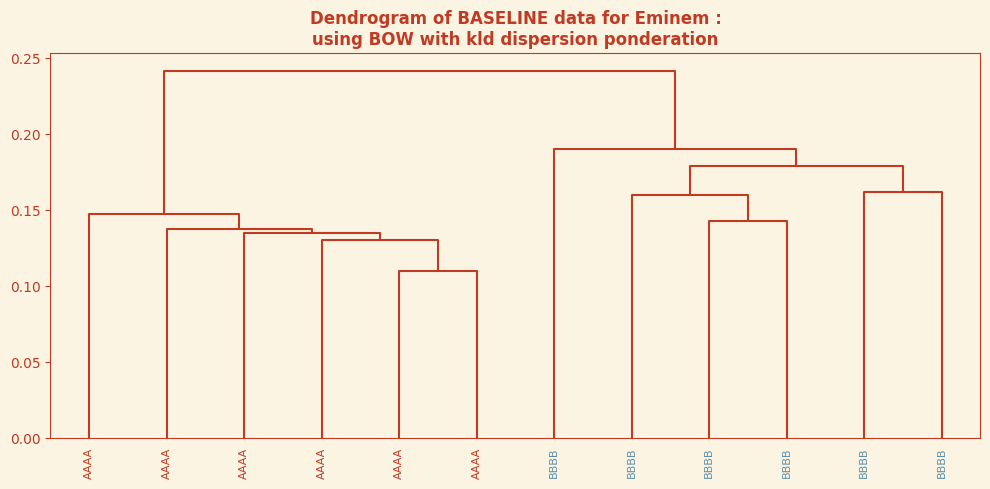 Dendrogram of BASELINE data for Eminem :
using BOW with kld dispersion ponderation
0.25
0.20
0.15
0.10
0.05
0.00
AAAA
AAAA
AAAA
AAAA
AAAA
AAAA
BBBB
BBBB
BBBB
BBBB
BBBB
BBBB